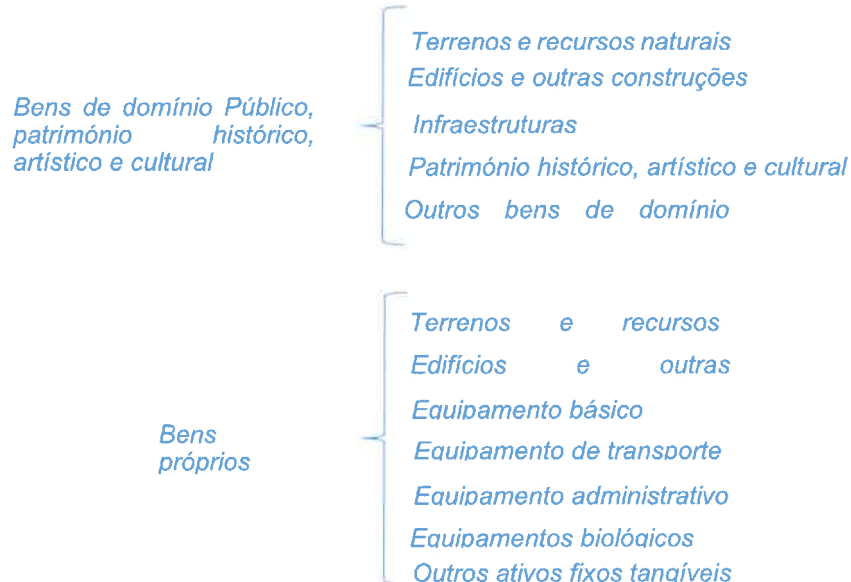 Bens de domínio Público,
património histórico,
artístico e cultural
Terrenos e recursos naturais
Edifícios e outras construções
Infraestruturas
Património histórico, artístico e cultural
Outros bens de domínio
Bens
próprios
Terrenos e recursos
Edifícios e outras
Equipamento básico
Equipamento de transporte
Equipamento administrativo
Equipamentos biológicos
Outros ativos fixos tangíveis